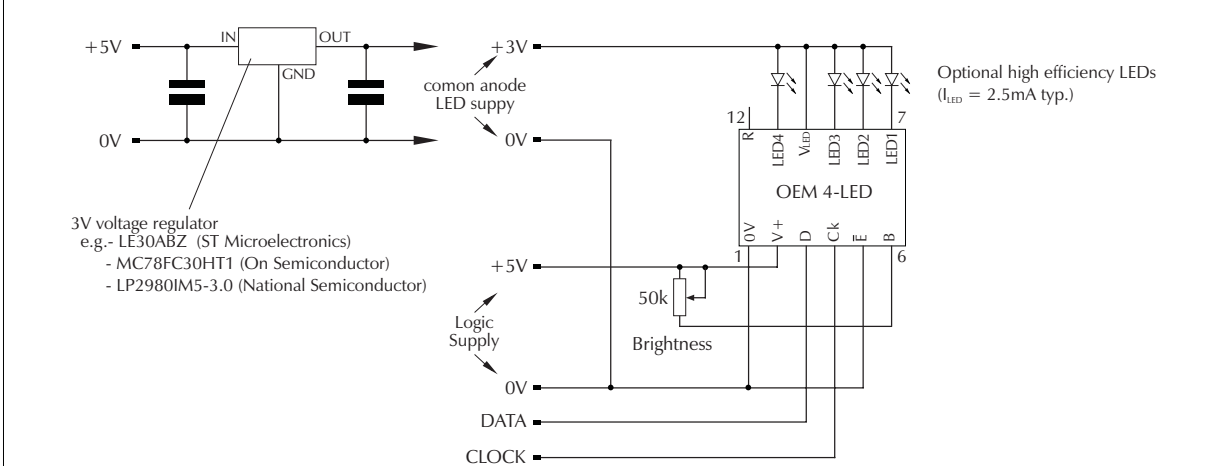 +5V
IN
OUT
GND
0V
3V voltage regulator
e.g.- LE30ABZ (ST Microelectronics)
- MC78FC30HT1 (On Semiconductor)
- LP2980IM5-3.0 (National Semiconductor)
+3V
comon anode
LED suppy
0V
Optional high efficiency LEDs
(ILED = 2.5mA typ.)
12
7
R
LED4
VLED
LED3
LED2
LED1
OEM 4-LED
0V
V+
D
Ck
E̅
B
1
6
+5V
50k
Logic
Supply
Brightness
0V
DATA
CLOCK